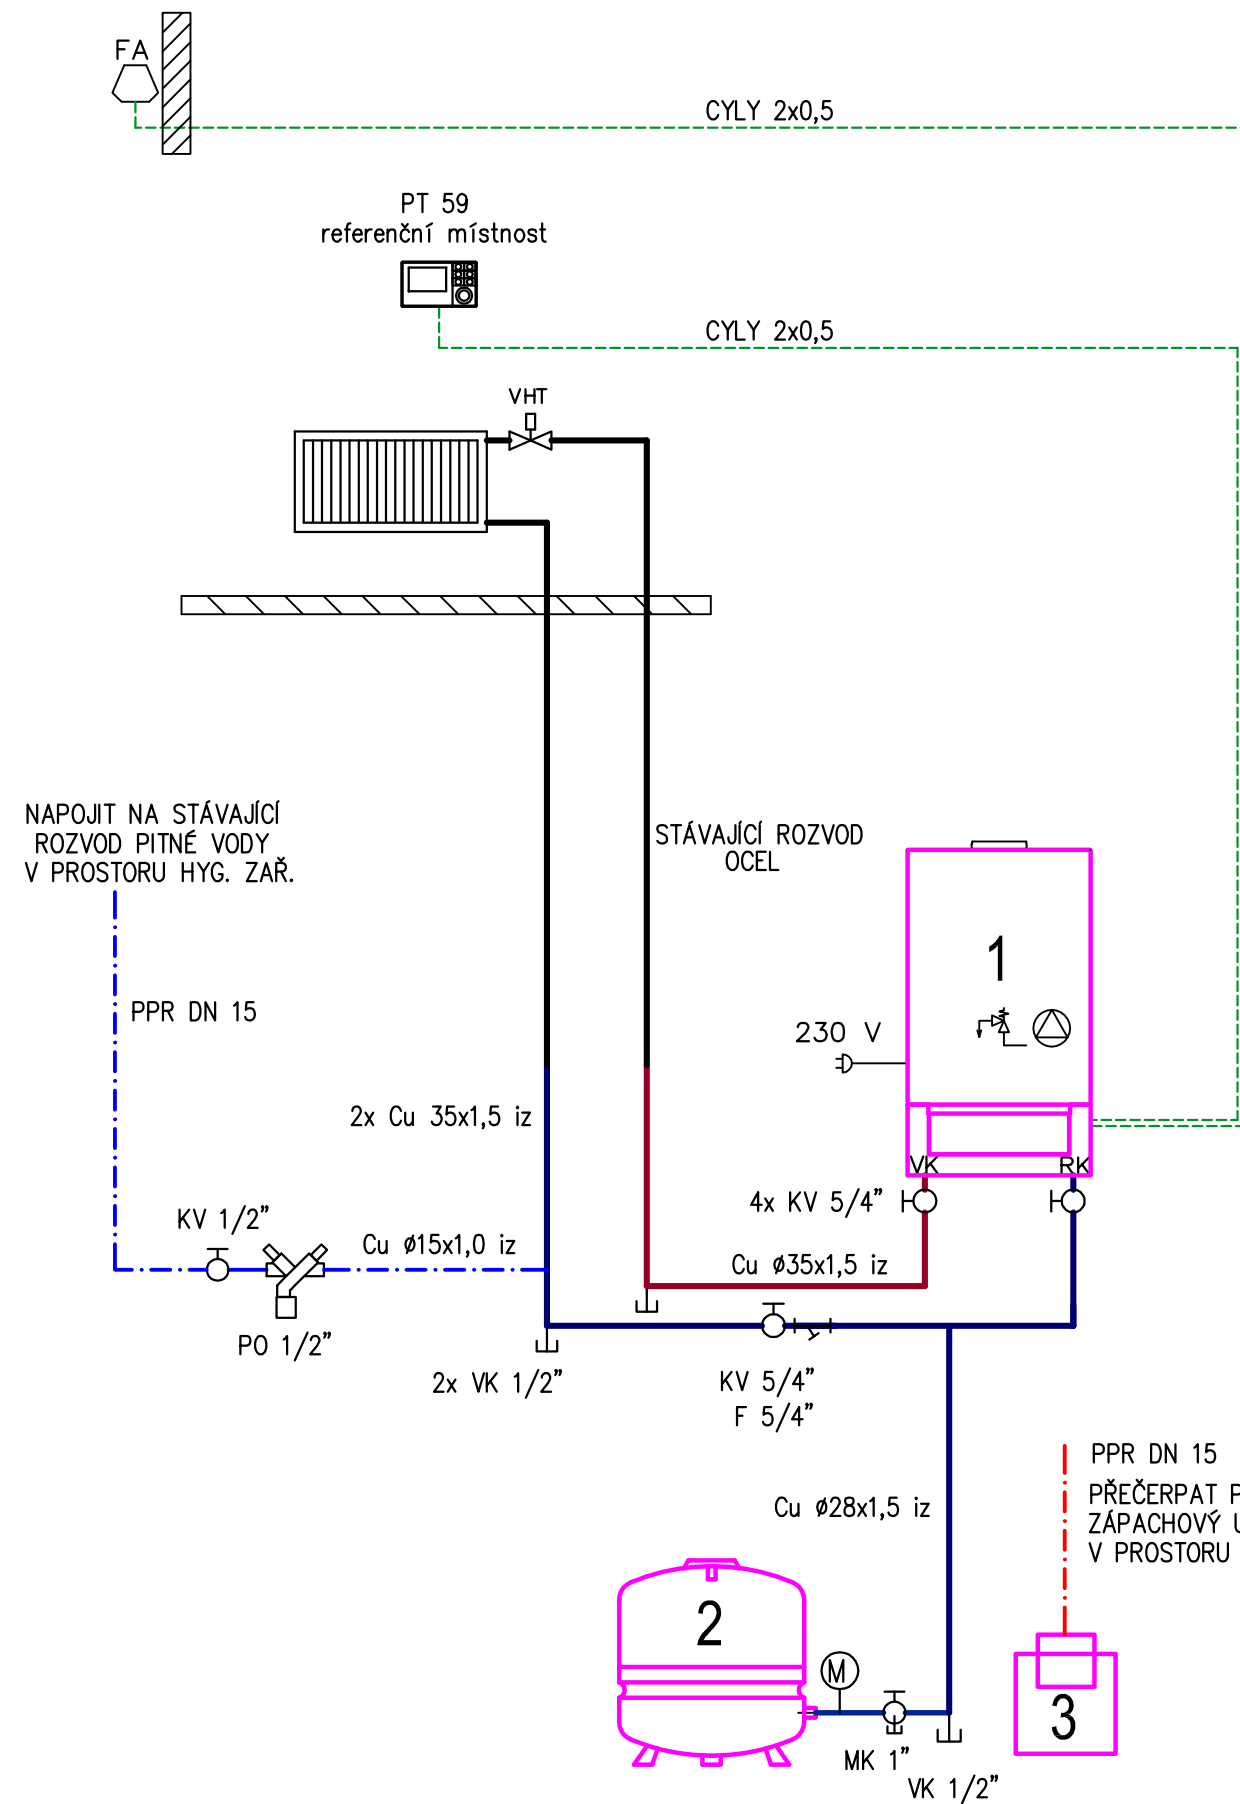 FA
CYLY 2x0,5
PT 59
referenční místnost
CYLY 2x0,5
VHT
NAPOJIT NA STÁVAJÍCÍ
ROZVOD PITNÉ VODY
V PROSTORU HYG. ZAŘ.
STÁVAJÍCÍ ROZVOD
OCEL
1
PPR DN 15
230 V
2x Cu 35x1,5 iz
VK
RK
4x KV 5/4"
KV 1/2"
Cu ø15x1,0 iz
Cu ø35x1,5 iz
PO 1/2"
2x VK 1/2"
KV 5/4"
F 5/4"
PPR DN 15
PŘEČERPAT
ZÁPACHOVÝ
V PROSTORU
Cu ø28x1,5 iz
2
M
3
MK 1"
VK 1/2"